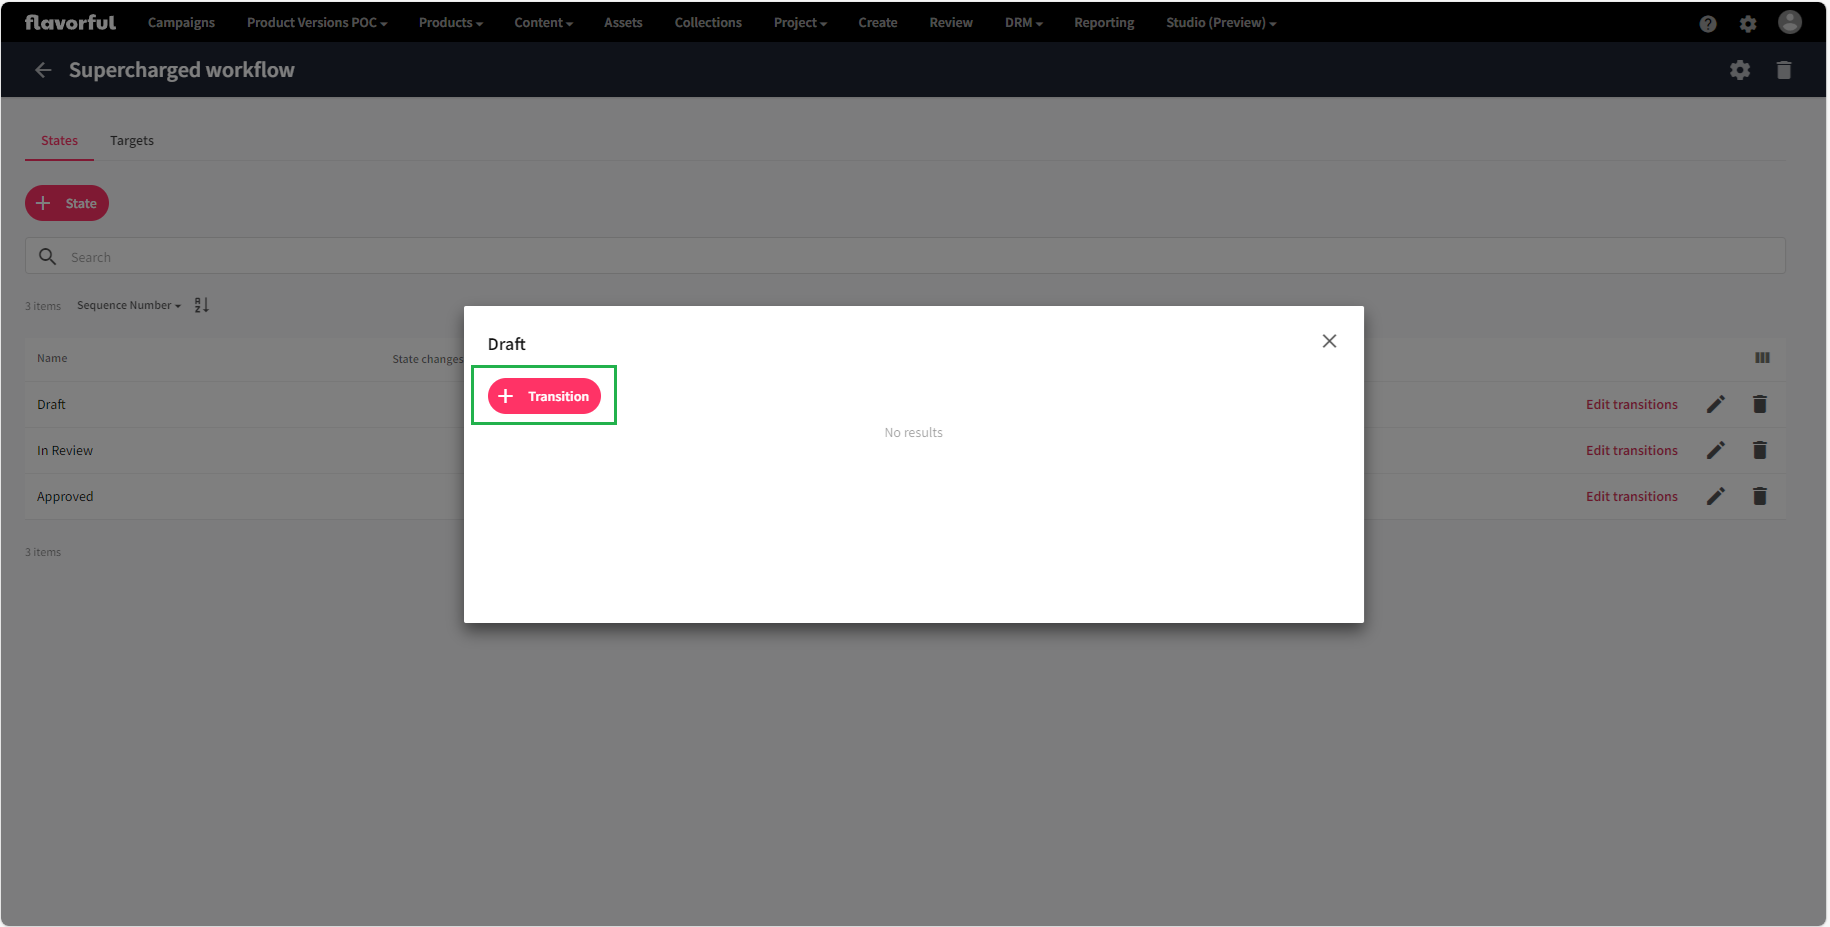 flavorful Campaigns Product Versions POC Products Content Assets Collections Project Create Review DRM Reporting Studio (Preview)
Supercharged workflow
States Targets
State
Search
3 items Sequence Number
Name State changes
Draft Edit transitions
In Review Edit transitions
Approved Edit transitions
3 items
Draft
Transition
No results